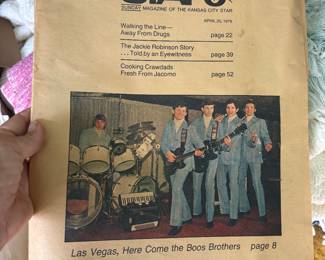 SUNDAY MAGAZINE OF THE KANSAS CITY STAR
APRIL 25, 1976
Walking the Line—
Away From Drugs page 22
The Jackie Robinson Story
. . . Told by an Eyewitness page 39
Cooking Crawdads
Fresh From Jacomo page 52
Las Vegas, Here Come the Boos Brothers page 8